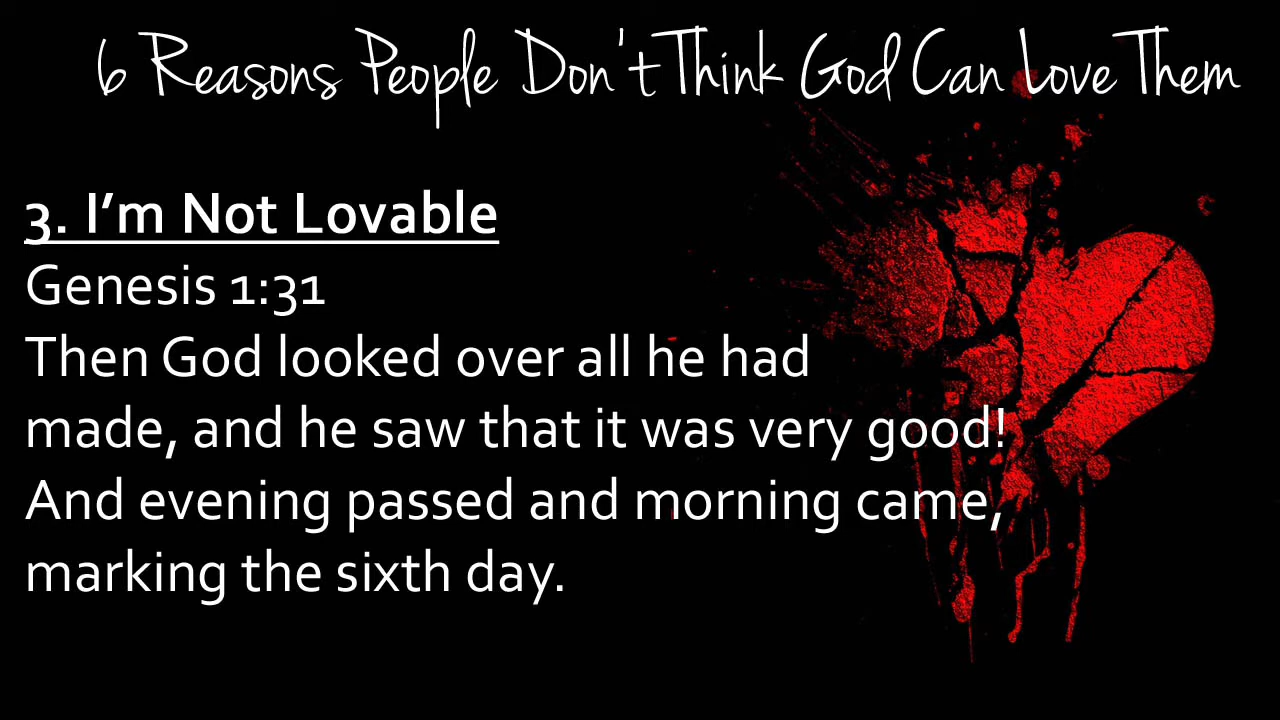 6 Reasons People Don't Think God Can Love Them
3. I’m Not Lovable
Genesis 1:31
Then God looked over all he had
made, and he saw that it was very good!
And evening passed and morning came,
marking the sixth day.